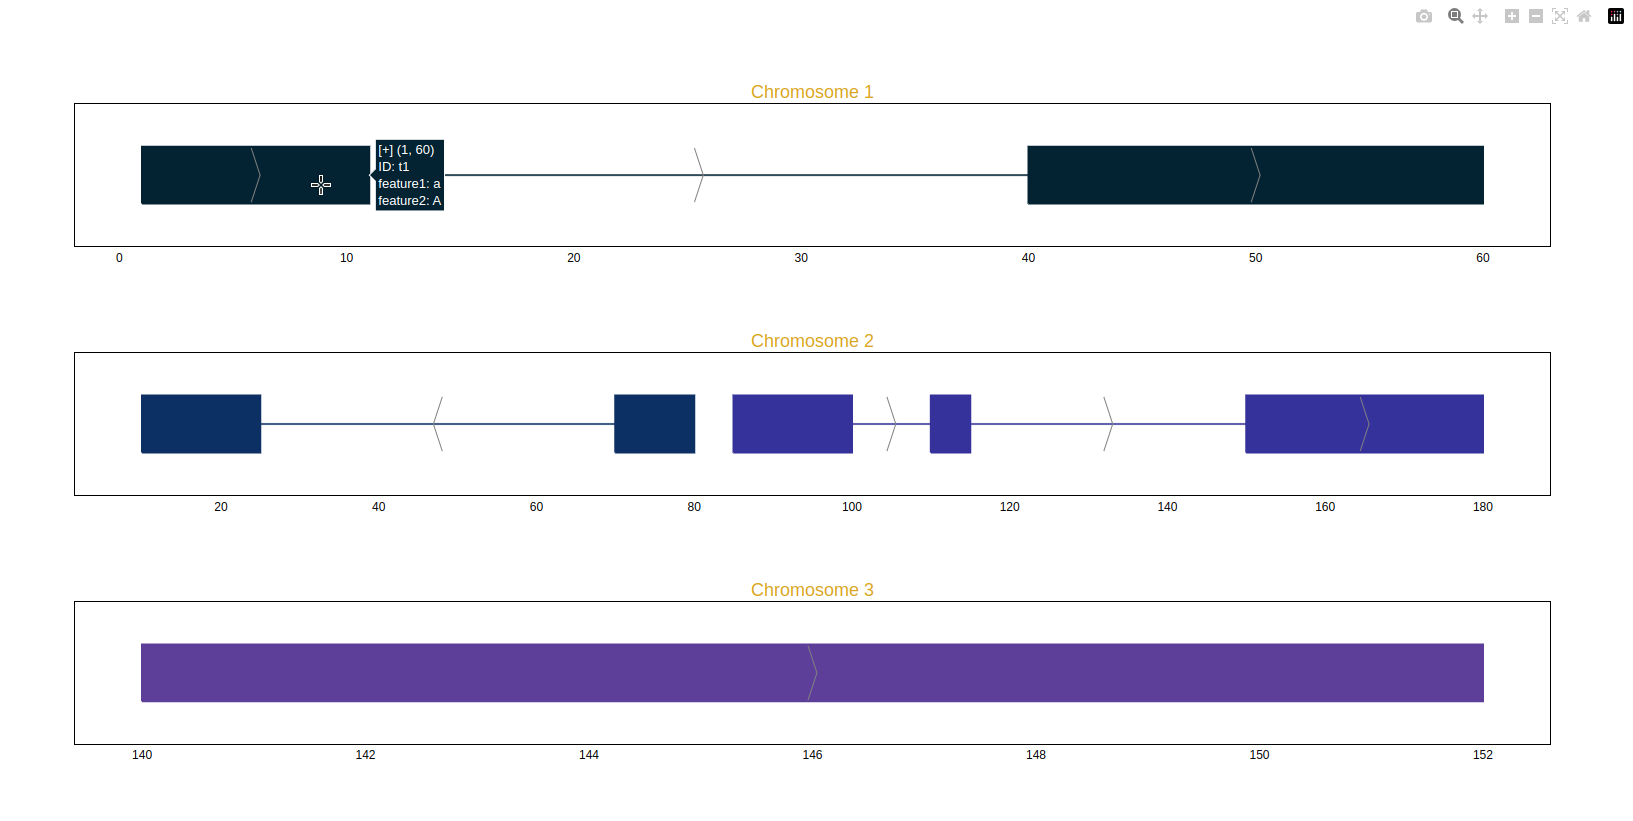 Chromosome 1
[+] (1, 60)
ID: t1
feature1: a
feature2: A
0 10 20 30 40 50 60
Chromosome 2
20 40 60 80 100 120 140 160 180
Chromosome 3
140 142 144 146 148 150 152